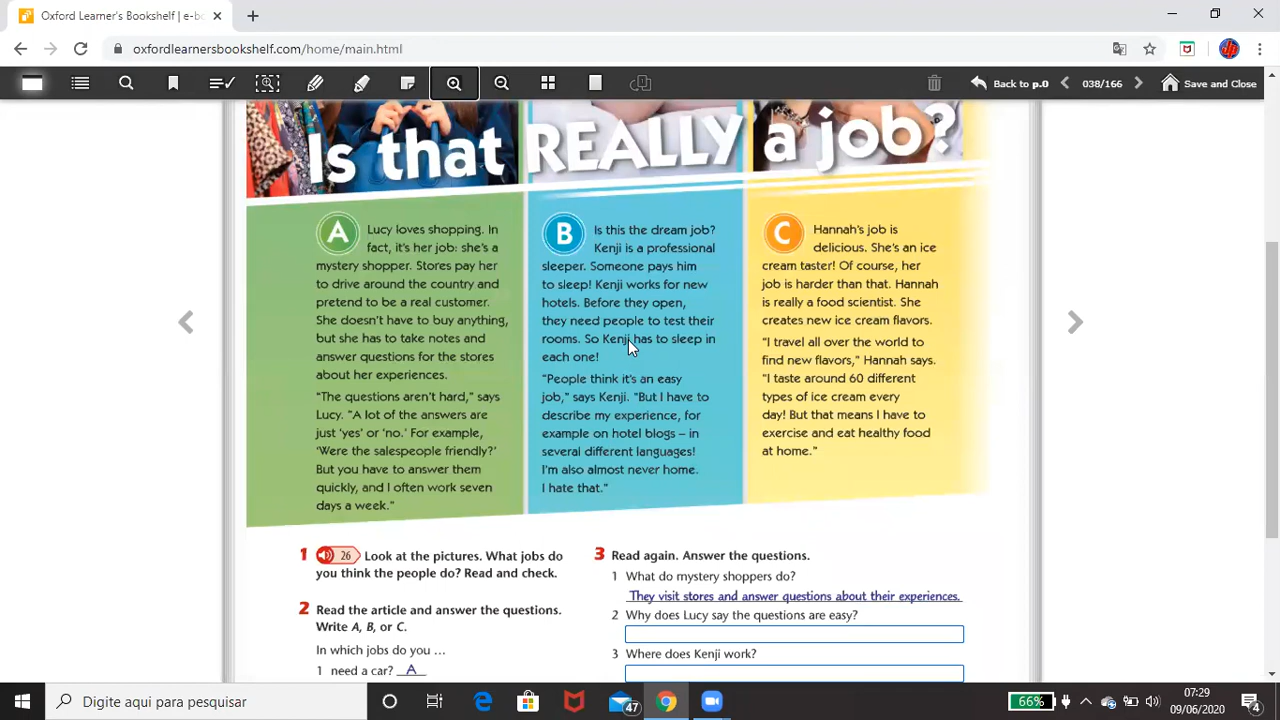 Oxford Learner's Bookshelf | e-bo
oxfordlearnersbookshelf.com/home/main.html
Back to p.0
038/166
Save and Close
Is that REALLY a job?
A
Lucy loves shopping. In
fact, it's her job: she's a
mystery shopper. Stores pay her
to drive around the country and
pretend to be a real customer.
She doesn't have to buy anything,
but she has to take notes and
answer questions for the stores
about her experiences.
“The questions aren't hard,” says
Lucy. “A lot of the answers are
just ‘yes’ or ‘no.’ For example,
‘Were the salespeople friendly?’
But you have to answer them
quickly, and I often work seven
days a week.”
B
Is this the dream job?
Kenji is a professional
sleeper. Someone pays him
to sleep! Kenji works for new
hotels. Before they open,
they need people to test their
rooms. So Kenji has to sleep in
each one!
“People think it's an easy
job,” says Kenji. “But I have to
describe my experience, for
example on hotel blogs – in
several different languages!
I'm also almost never home.
I hate that.”
C
Hannah's job is
delicious. She's an ice
cream taster! Of course, her
job is harder than that. Hannah
is really a food scientist. She
creates new ice cream flavors.
“I travel all over the world to
find new flavors,” Hannah says.
“I taste around 60 different
types of ice cream every
day! But that means I have to
exercise and eat healthy food
at home.”
1 26 Look at the pictures. What jobs do
you think the people do? Read and check.
2 Read the article and answer the questions.
Write A, B, or C.
In which jobs do you …
1 need a car? A
3 Read again. Answer the questions.
1 What do mystery shoppers do?
They visit stores and answer questions about their experiences.
2 Why does Lucy say the questions are easy?
3 Where does Kenji work?
Digite aqui para pesquisar
47
66%
07:29
09/06/2020
4